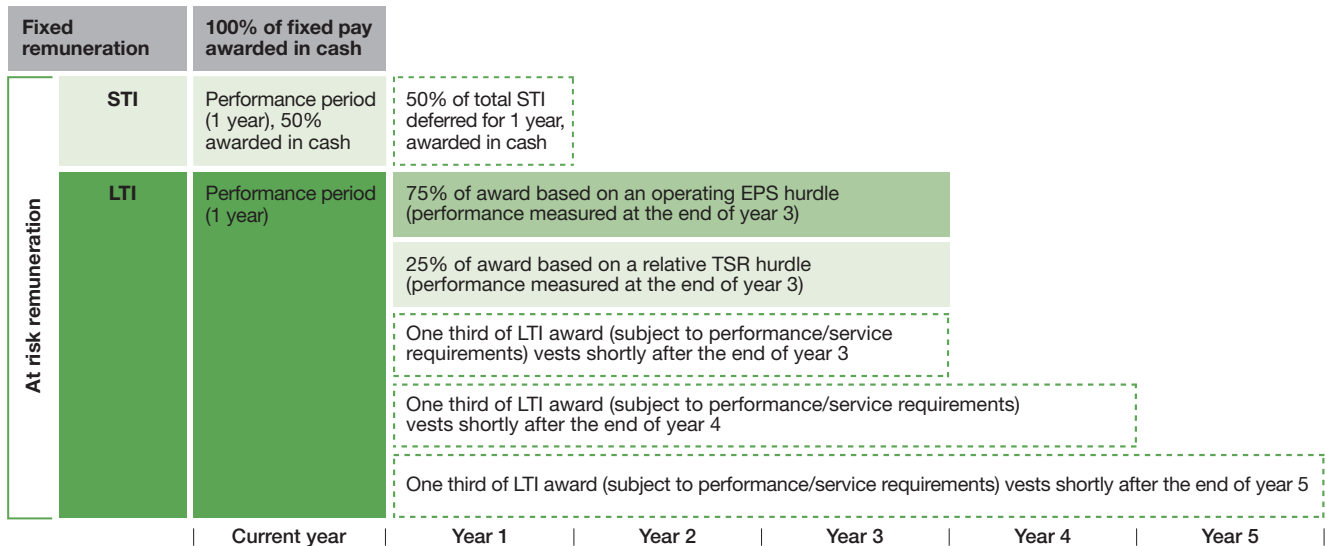 Fixed
remuneration
100% of fixed pay
awarded in cash
At risk remuneration
STI
Performance period
(1 year), 50%
awarded in cash
50% of total STI
deferred for 1 year,
awarded in cash
LTI
Performance period
(1 year)
75% of award based on an operating EPS hurdle
(performance measured at the end of year 3)
25% of award based on a relative TSR hurdle
(performance measured at the end of year 3)
One third of LTI award (subject to performance/service
requirements) vests shortly after the end of year 3
One third of LTI award (subject to performance/service requirements)
vests shortly after the end of year 4
One third of LTI award (subject to performance/service requirements) vests shortly after the end of year 5
Current year
Year 1
Year 2
Year 3
Year 4
Year 5